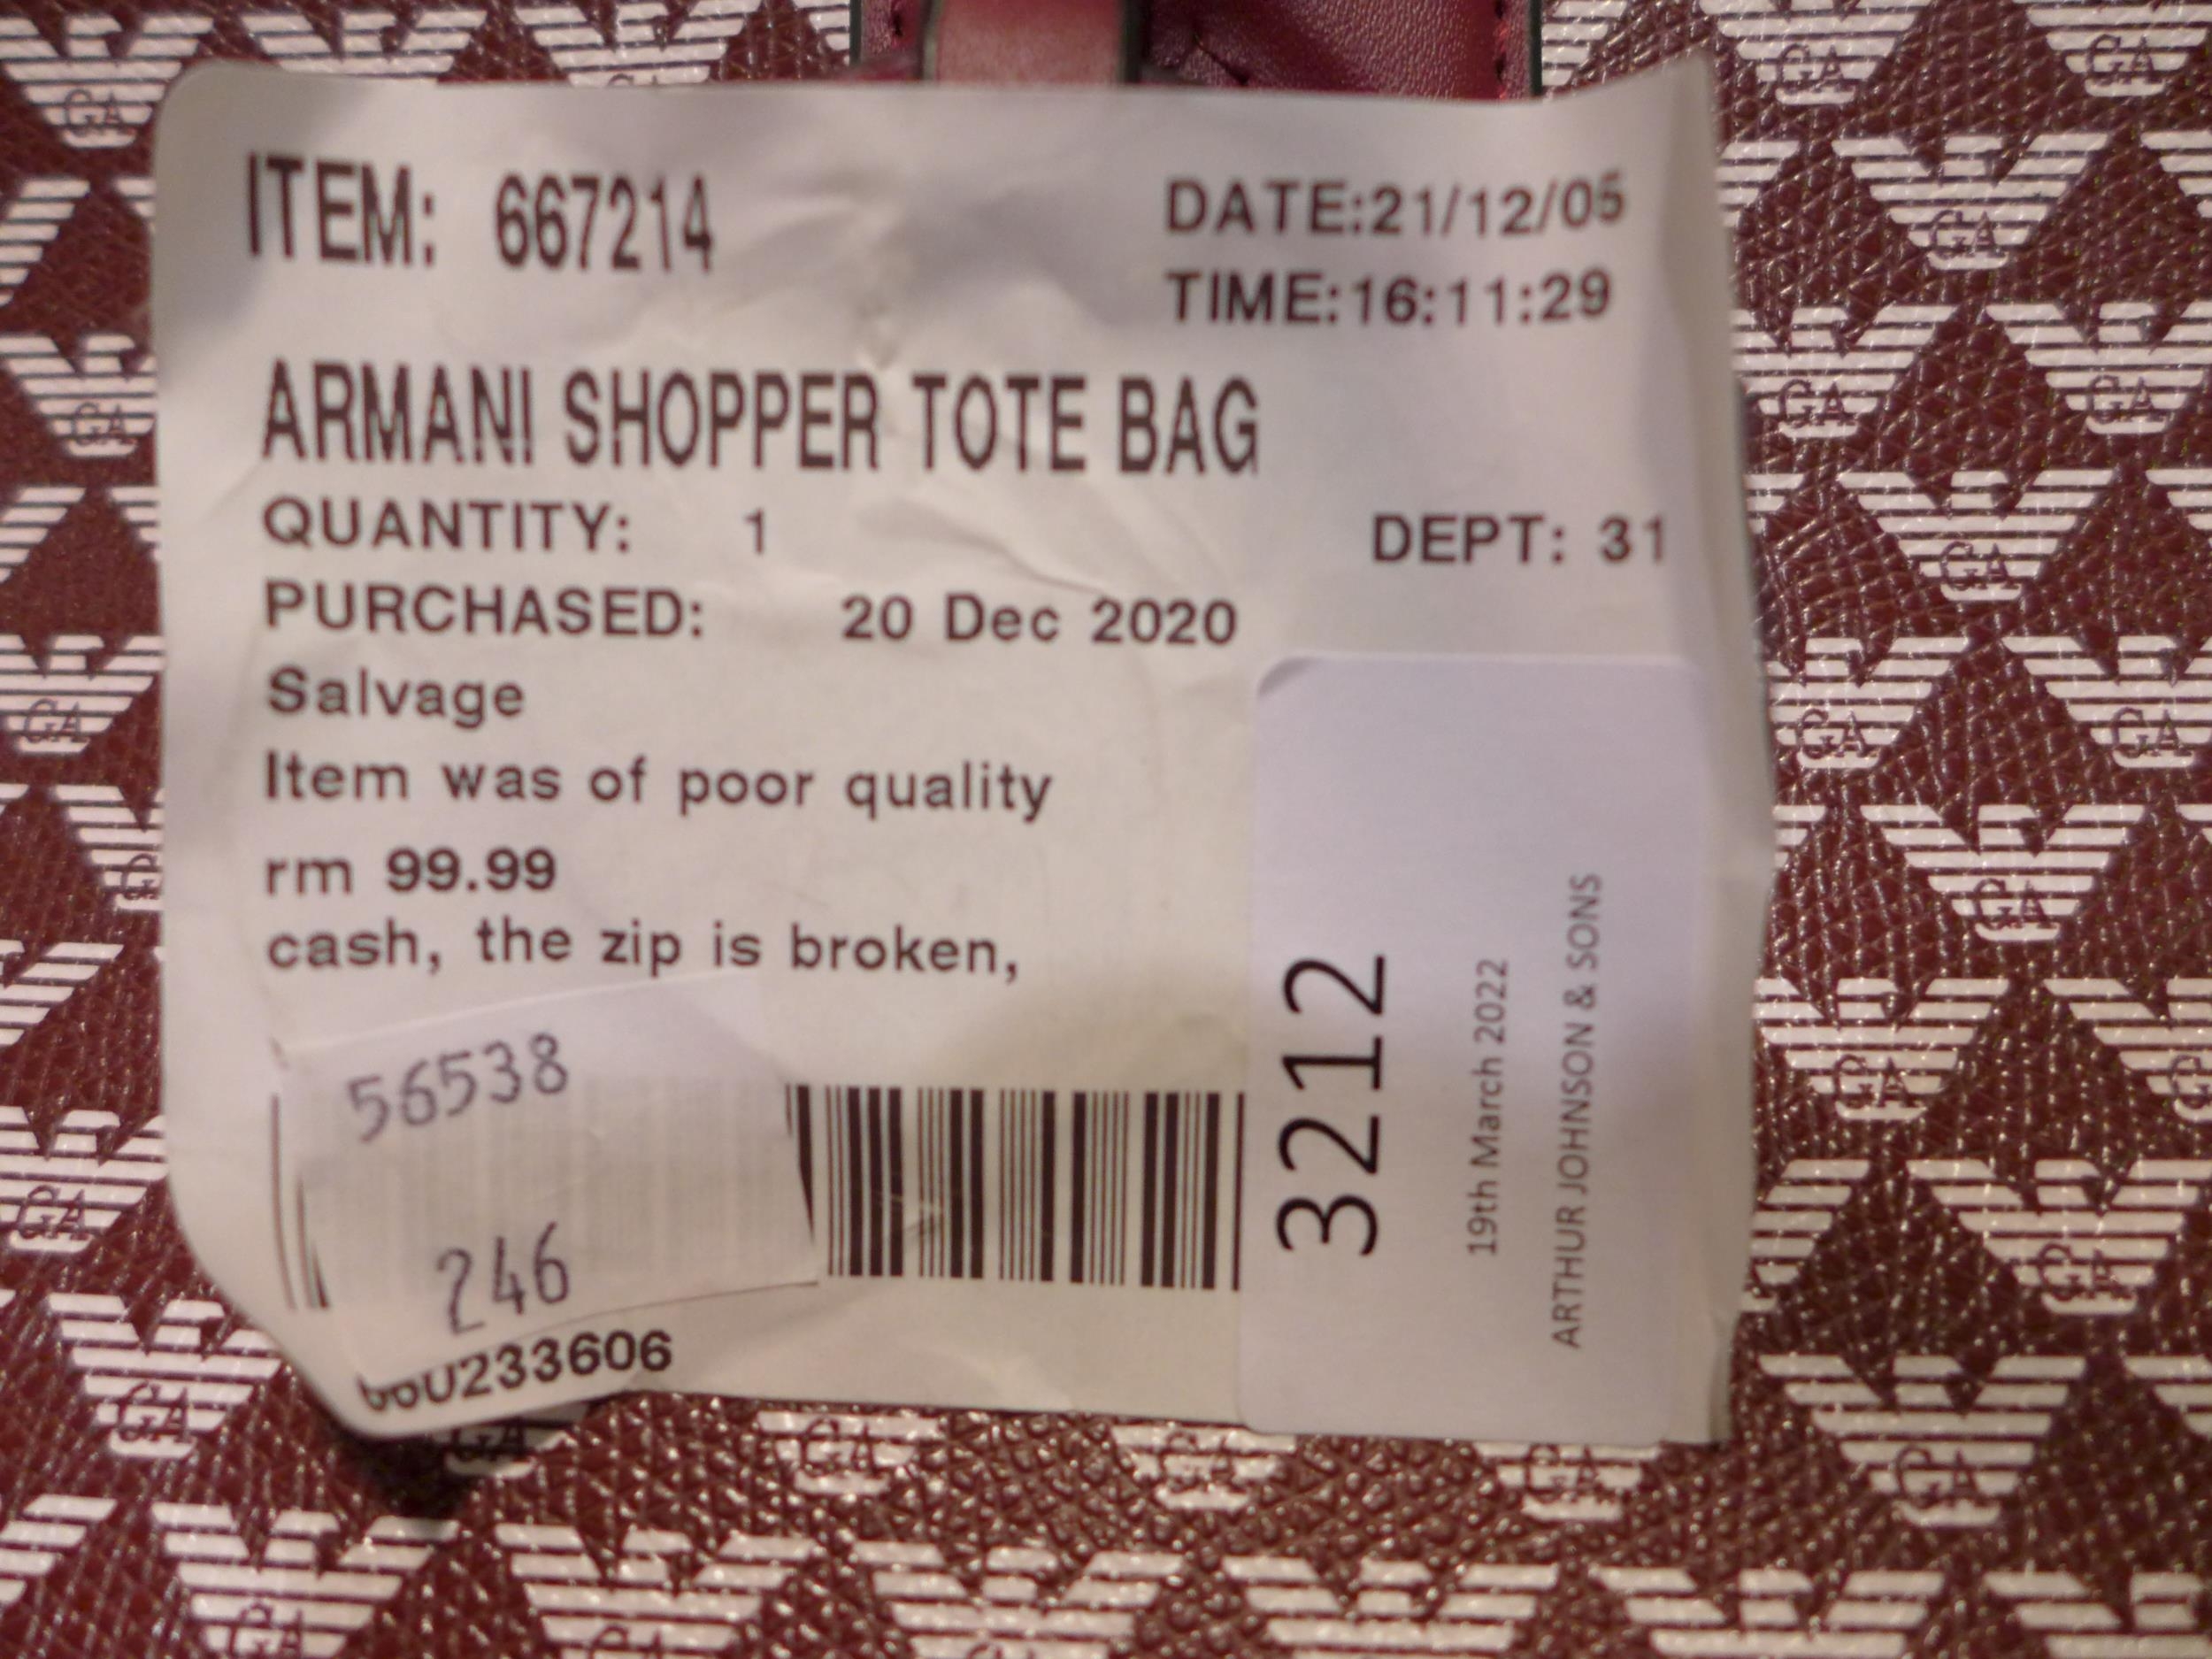 ITEM: 667214
DATE:21/12/05
TIME:16:11:29
ARMANI SHOPPER TOTE BAG
QUANTITY: 1
DEPT: 31
PURCHASED: 20 Dec 2020
Salvage
Item was of poor quality
rm 99.99
cash, the zip is broken,
56538
246
3212
19th March 2022
ARTHUR JOHNSON & SONS
GA